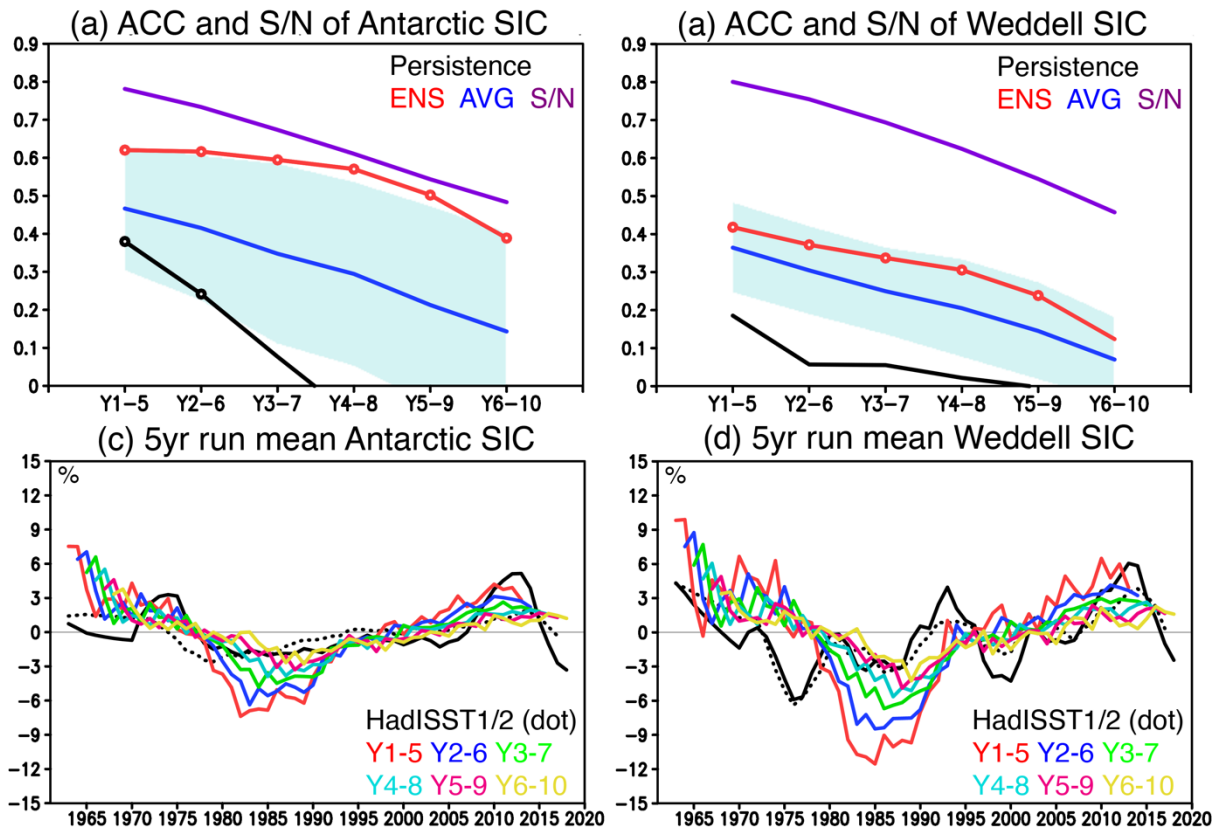 (a) ACC and S/N of Antarctic SIC
0.9
0.8
0.7
0.6
0.5
0.4
0.3
0.2
0.1
0
Persistence
ENS AVG S/N
Y1-5 Y2-6 Y3-7 Y4-8 Y5-9 Y6-10
(a) ACC and S/N of Weddell SIC
0.9
0.8
0.7
0.6
0.5
0.4
0.3
0.2
0.1
0
Persistence
ENS AVG S/N
Y1-5 Y2-6 Y3-7 Y4-8 Y5-9 Y6-10
(c) 5yr run mean Antarctic SIC
15
12
9
6
3
0
-3
-6
-9
-12
-15
%
HadISST1/2 (dot)
Y1-5 Y2-6 Y3-7
Y4-8 Y5-9 Y6-10
1965 1970 1975 1980 1985 1990 1995 2000 2005 2010 2015 2020
(d) 5yr run mean Weddell SIC
15
12
9
6
3
0
-3
-6
-9
-12
-15
%
HadISST1/2 (dot)
Y1-5 Y2-6 Y3-7
Y4-8 Y5-9 Y6-10
1965 1970 1975 1980 1985 1990 1995 2000 2005 2010 2015 2020